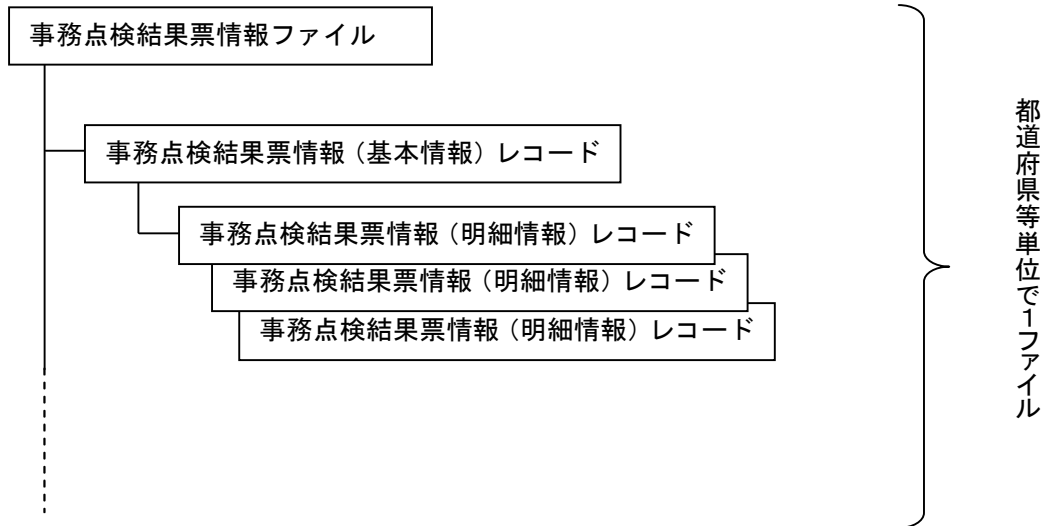 事務点検結果票情報ファイル
事務点検結果票情報（基本情報）レコード
事務点検結果票情報（明細情報）レコード
事務点検結果票情報（明細情報）レコード
事務点検結果票情報（明細情報）レコード
都道府県等単位で1ファイル